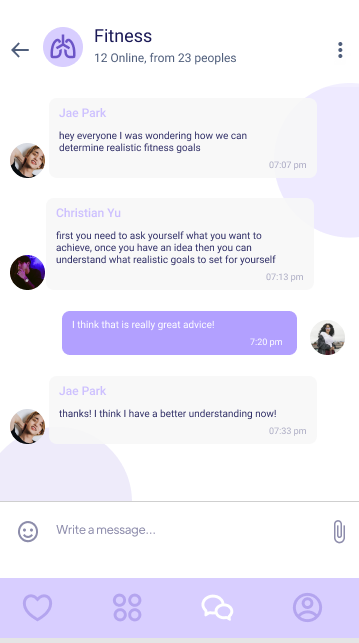 Fitness
12 Online, from 23 peoples
Jae Park
hey everyone I was wondering how we can
determine realistic fitness goals
07:07 pm
Christian Yu
first you need to ask yourself what you want to
achieve, once you have an idea then you can
understand what realistic goals to set for yourself
07:13 pm
I think that is really great advice!
7:20 pm
Jae Park
thanks! I think I have a better understanding now!
07:33 pm
Write a message...